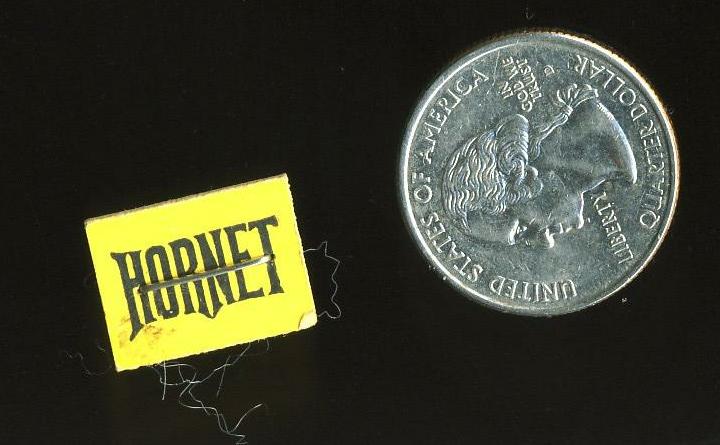 HORNET
UNITED STATES OF AMERICA
LIBERTY
IN
GOD WE
TRUST
D
QUARTER DOLLAR